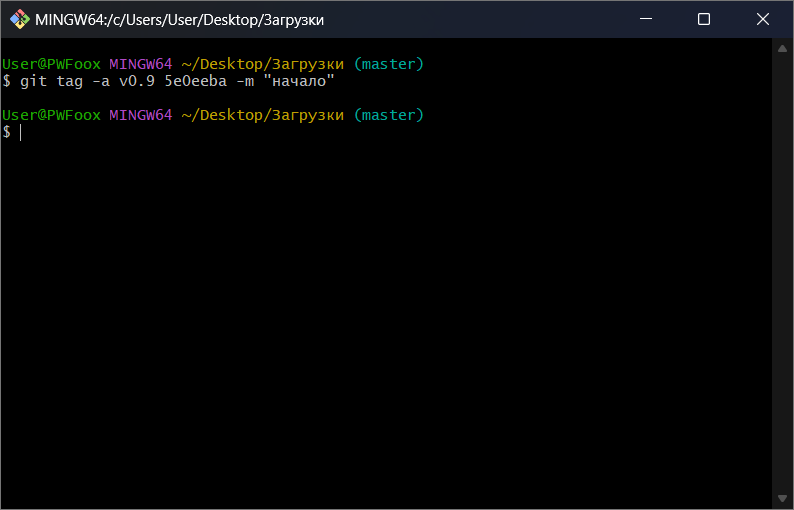 MINGW64:/c/Users/User/Desktop/Загрузки
User@PWFoox MINGW64 ~/Desktop/Загрузки (master)
$ git tag -a v0.9 5e0eeba -m "начало"
User@PWFoox MINGW64 ~/Desktop/Загрузки (master)
$